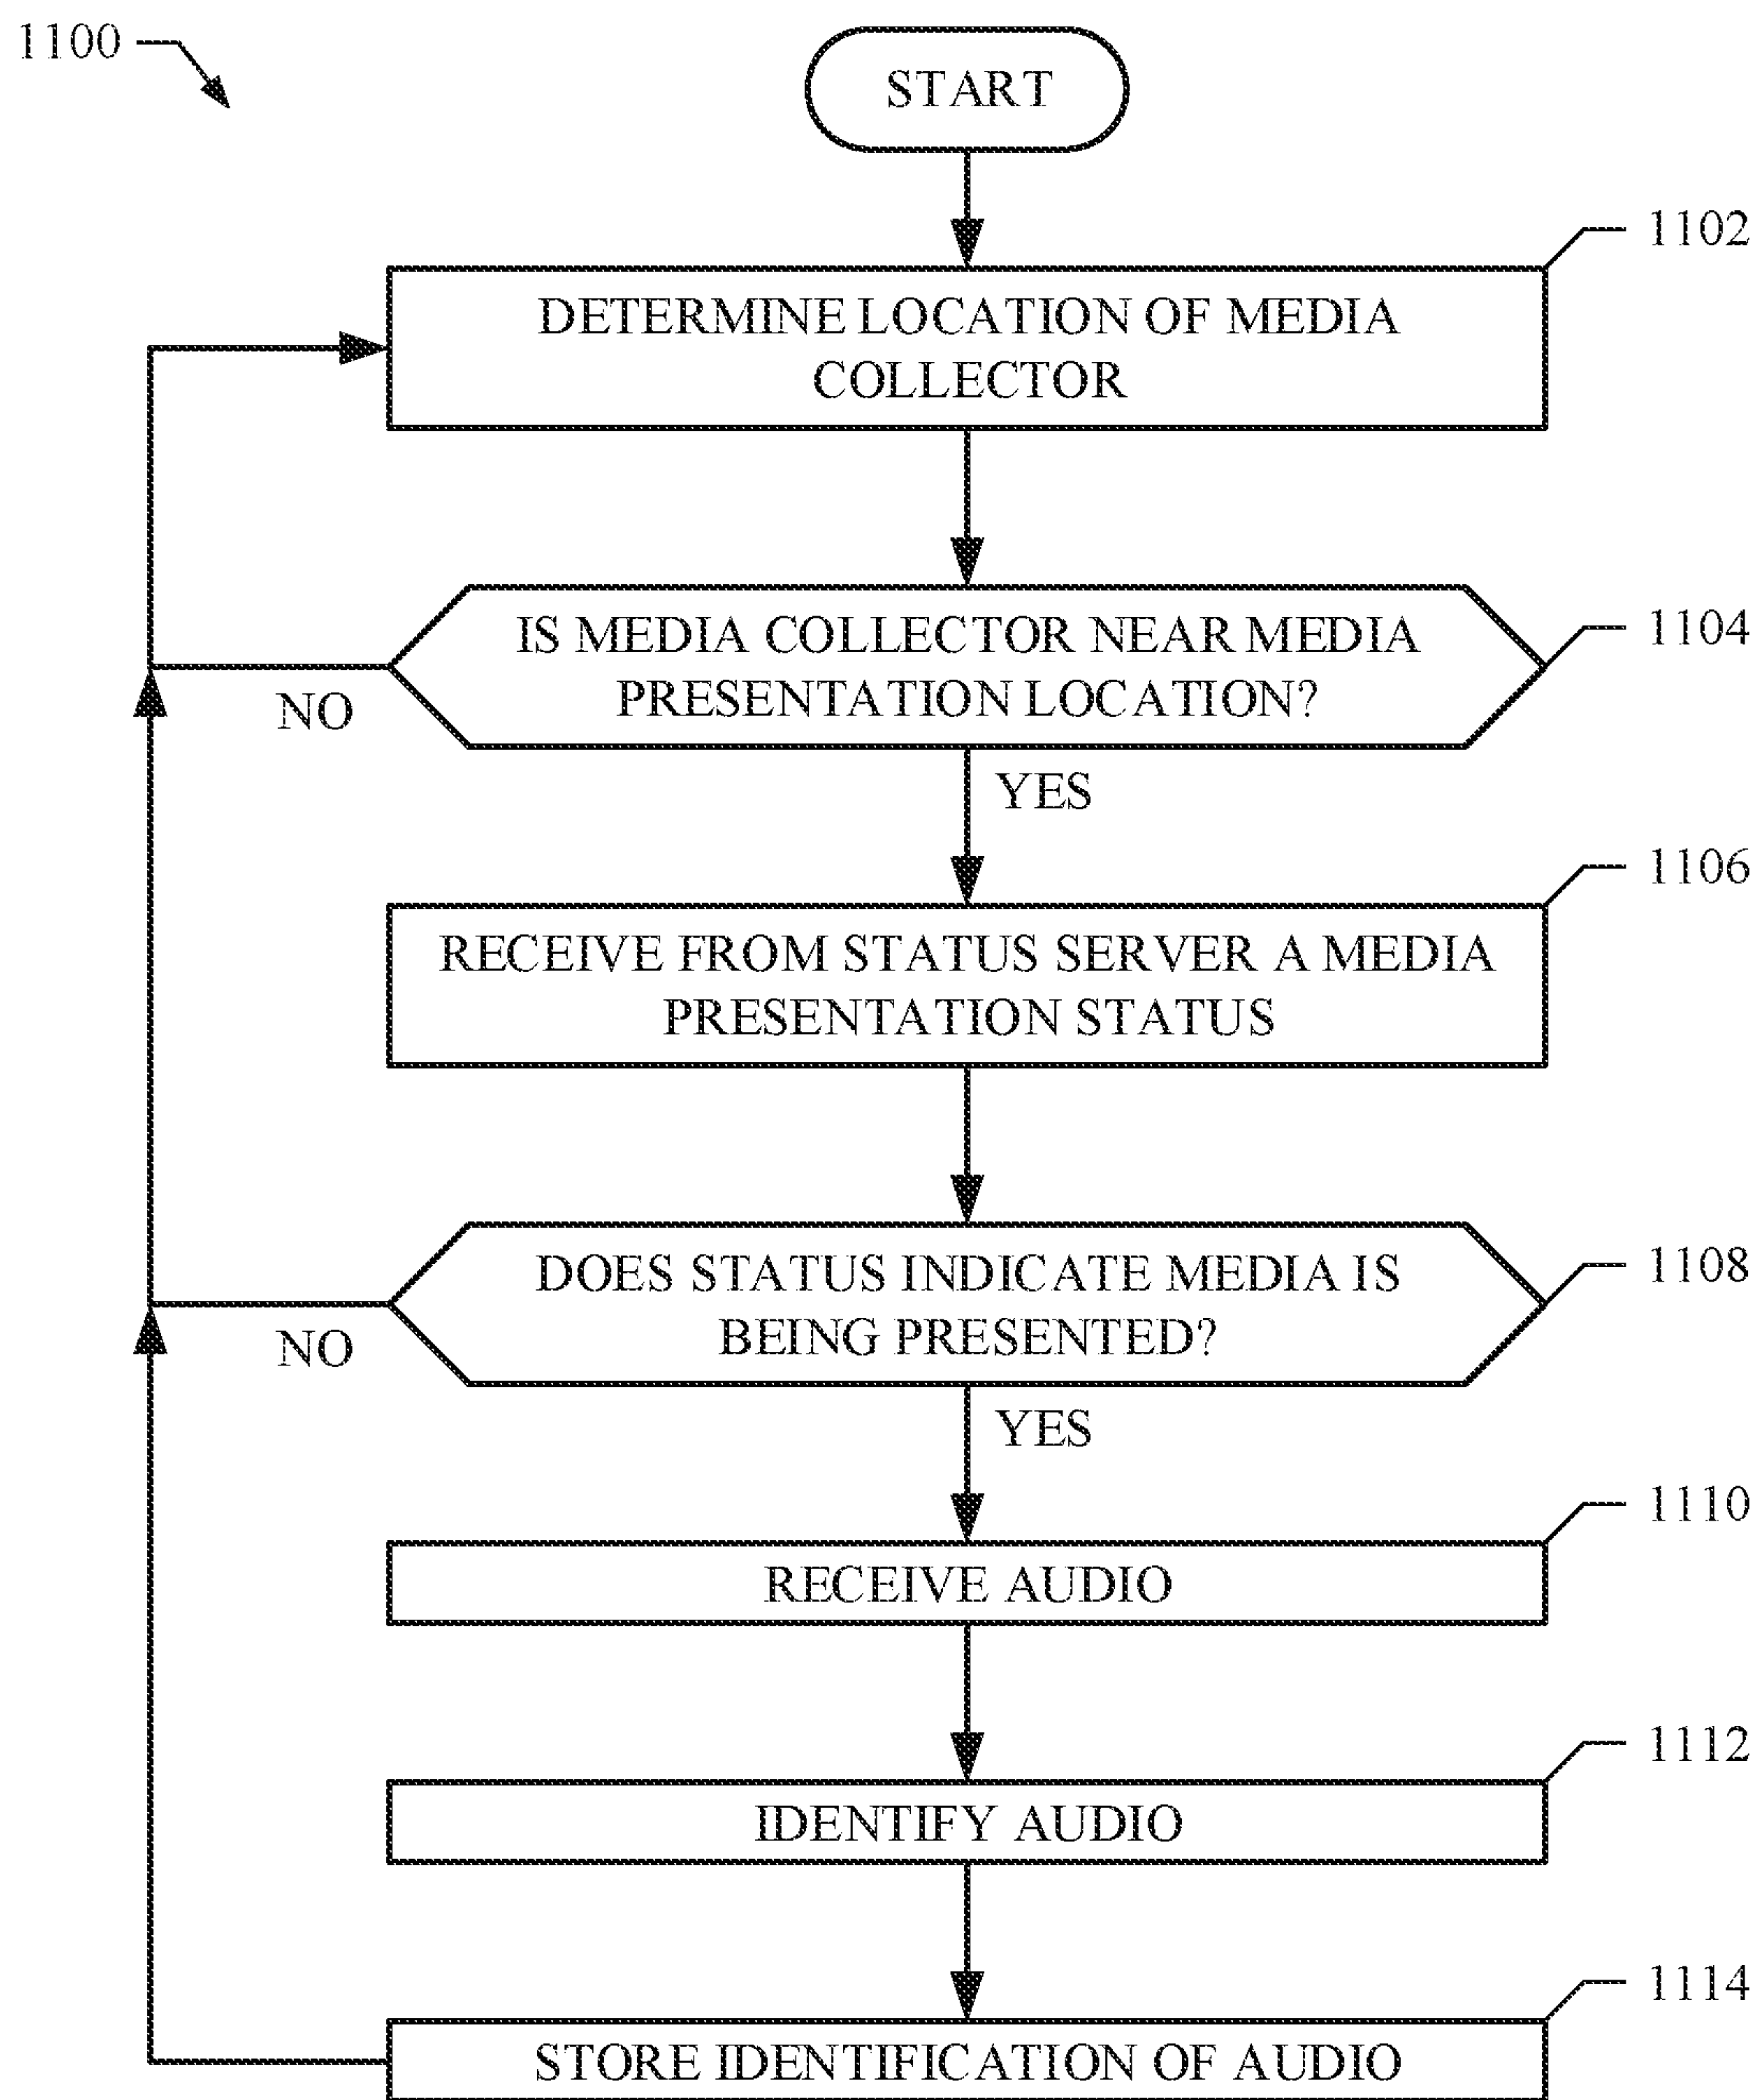 1100
START
1102
DETERMINE LOCATION OF MEDIA
COLLECTOR
1104
IS MEDIA COLLECTOR NEAR MEDIA
PRESENTATION LOCATION?
NO
YES
1106
RECEIVE FROM STATUS SERVER A MEDIA
PRESENTATION STATUS
1108
DOES STATUS INDICATE MEDIA IS
BEING PRESENTED?
NO
YES
1110
RECEIVE AUDIO
1112
IDENTIFY AUDIO
1114
STORE IDENTIFICATION OF AUDIO